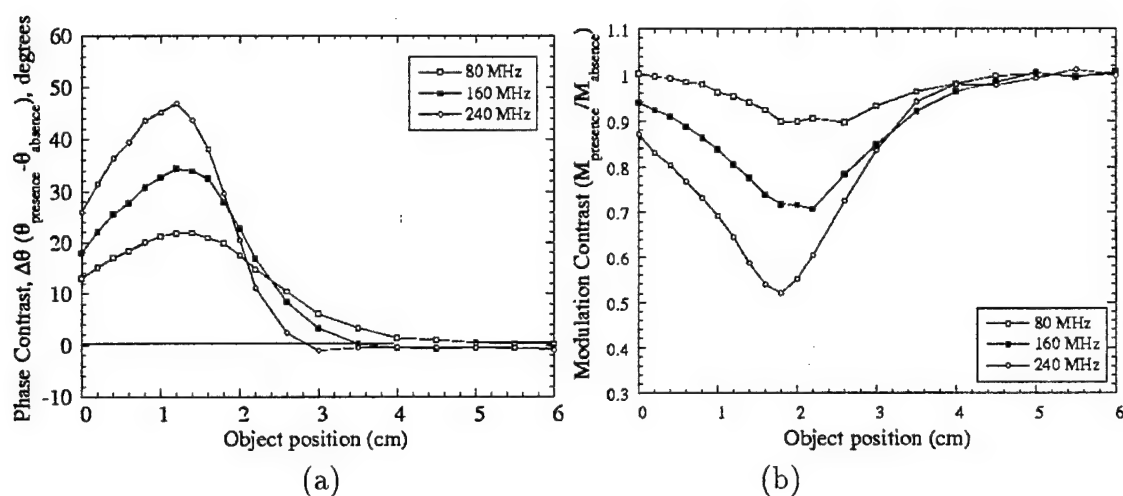 Phase Contrast, Δθ (θpresence-θabsence), degrees
60
50
40
30
20
10
0
-10
80 MHz
160 MHz
240 MHz
0 1 2 3 4 5 6
Object position (cm)
(a)
Modulation Contrast (Mpresence/Mabsence)
1.1
1
0.9
0.8
0.7
0.6
0.5
0.4
0.3
80 MHz
160 MHz
240 MHz
0 1 2 3 4 5 6
Object position (cm)
(b)